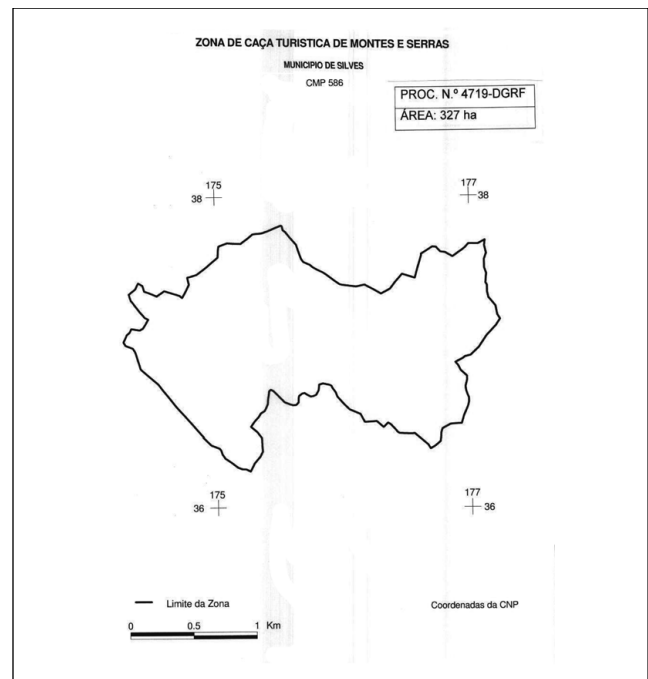 ZONA DE CAÇA TURISTICA DE MONTES E SERRAS
MUNICIPIO DE SILVES
CMP 586
PROC. N.º 4719-DGRF
ÁREA: 327 ha
175
38
177
38
175
36
177
36
Limite da Zona
Coordenadas da CNP
0 0.5 1 Km